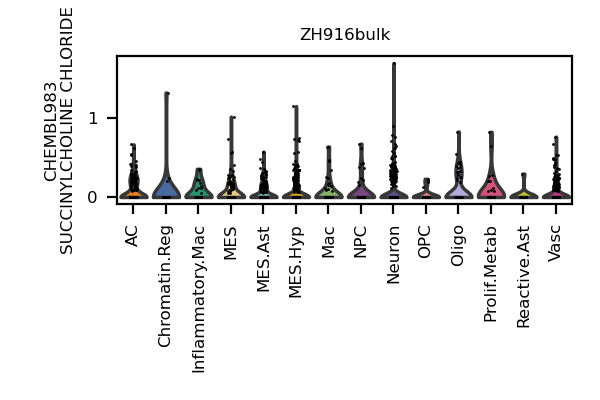 ZH916bulk
CHEMBL983
SUCCINYLCHOLINE CHLORIDE
1
0
AC
Chromatin.Reg
Inflammatory.Mac
MES
MES.Ast
MES.Hyp
Mac
NPC
Neuron
OPC
Oligo
Prolif.Metab
Reactive.Ast
Vasc